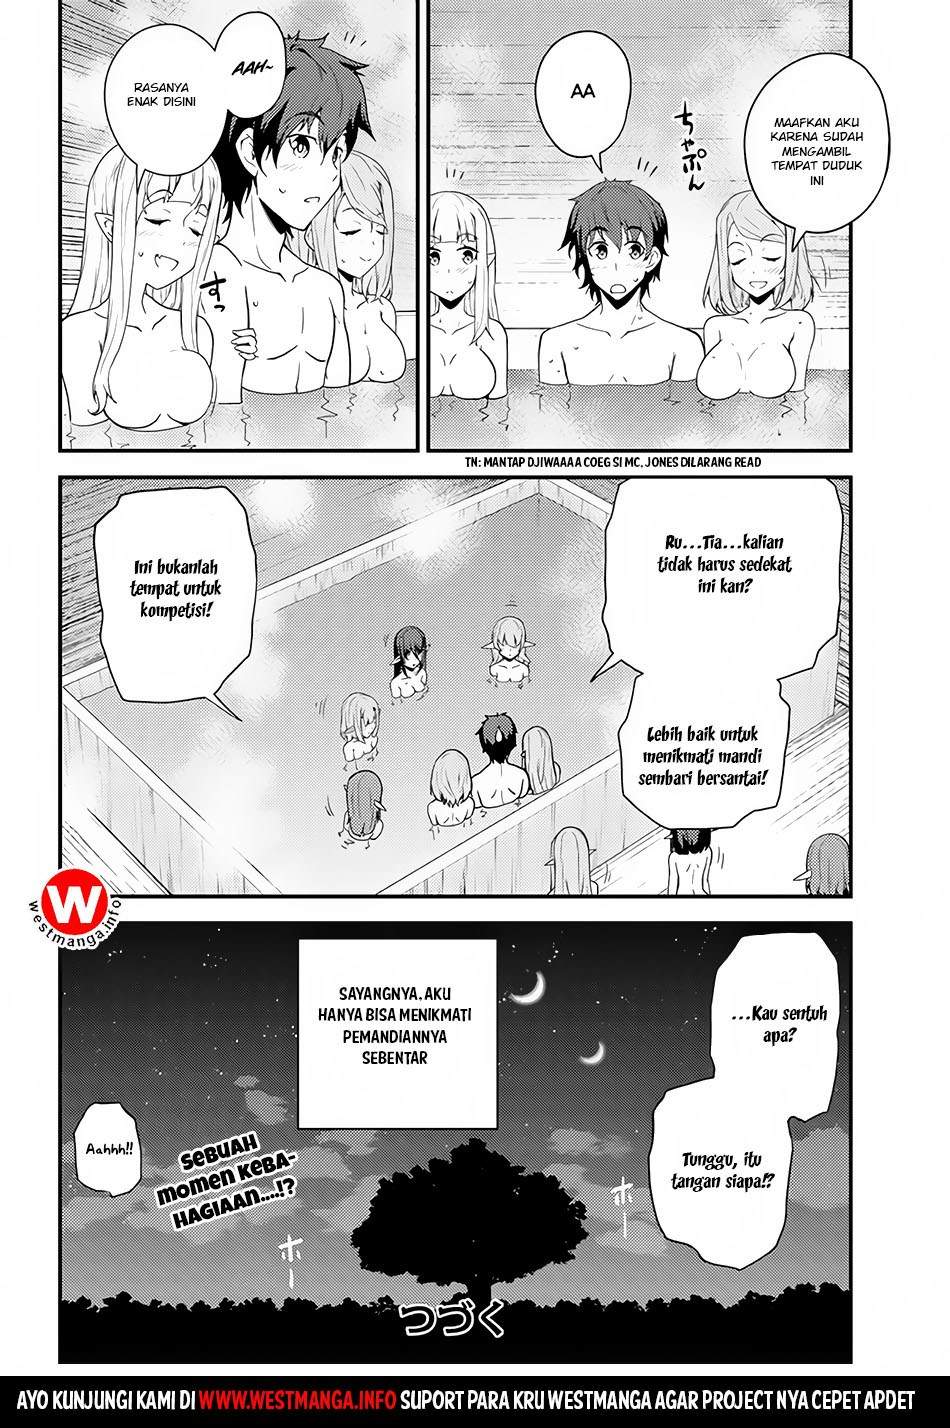 MAAFKAN AKU
KARENA SUDAH
MENGAMBIL
TEMPAT DUDUK
INI
ちゃぷん
AA
AAH~
RASANYA
ENAK DISINI
すっ
TN: MANTAP DJIWAAAA COEG SI MC, JONES DILARANG READ
Ru...Tia...kalian
tidak harus sedekat
ini kan?
Lebih baik untuk
menikmati mandi
sembari bersantai!
Ini bukanlah
tempat untuk
kompetisi!
W
westmanga.info
...Kau sentuh
apa?
Tunggu, itu
tangan siapa!?
SAYANGNYA, AKU
HANYA BISA MENIKMATI
PEMANDIANNYA
SEBENTAR
Aahhh!!
SEBUAH
MOMEN KEBA-
HAGIAAN....!?
ホー
ホー
つづく
AYO KUNJUNGI KAMI DI WWW.WESTMANGA.INFO SUPORT PARA KRU WESTMANGA AGAR PROJECT NYA CEPET APDET